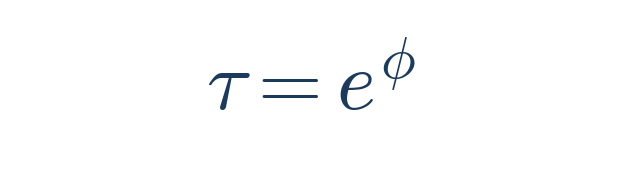 τ = e^ϕ